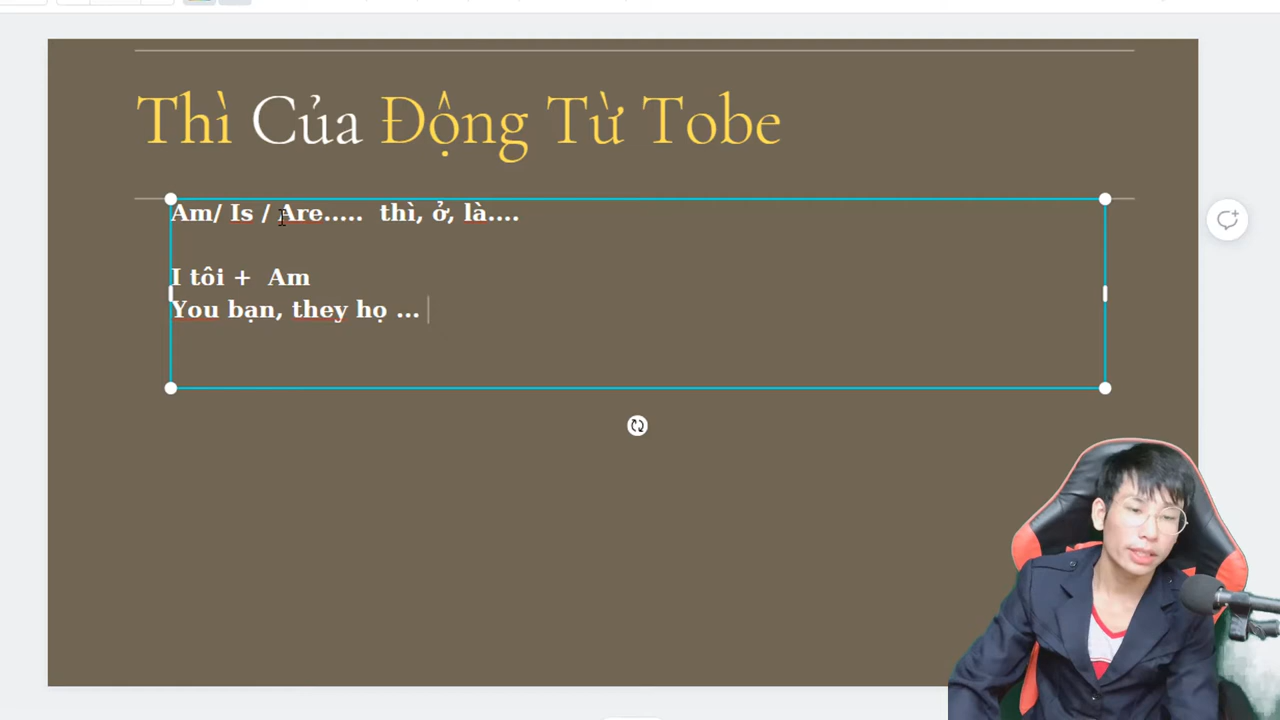 Thì Của Động Từ Tobe
Am/ Is / Are.....  thì, ở, là....
I tôi +  Am
You bạn, they họ ...